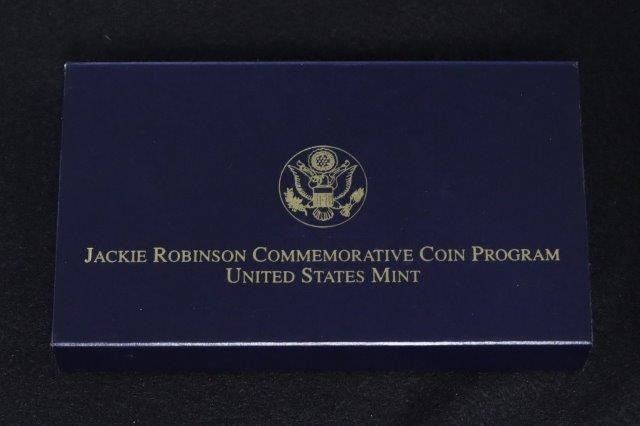 JACKIE ROBINSON COMMEMORATIVE COIN PROGRAM
UNITED STATES MINT